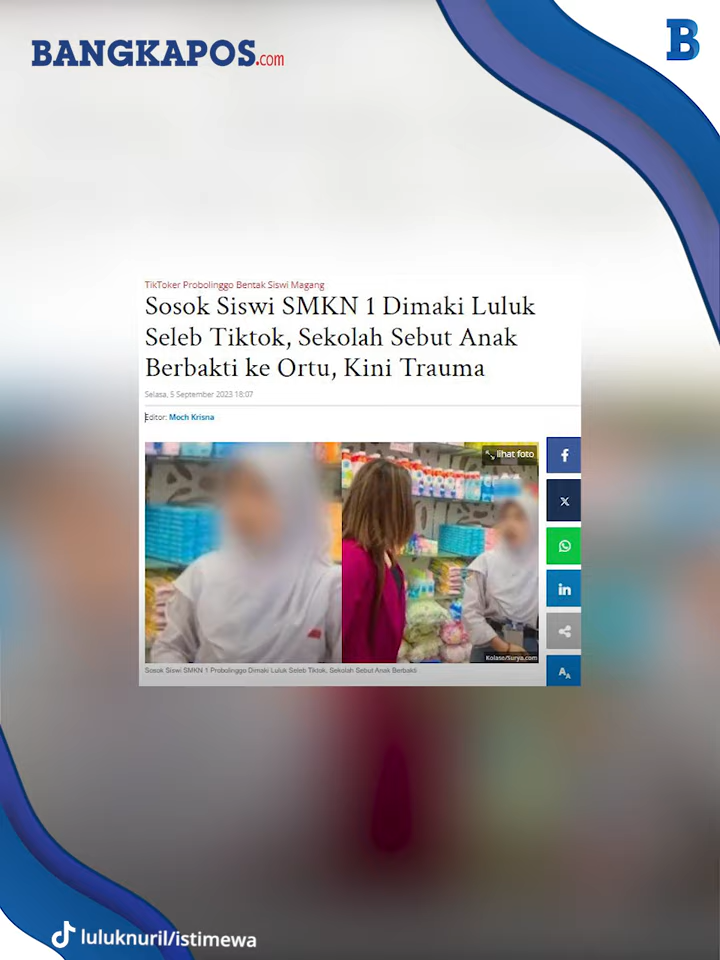 BANGKAPOS.com
B
TikToker Probolinggo Bentak Siswi Magang
Sosok Siswi SMKN 1 Dimaki Luluk
Seleb Tiktok, Sekolah Sebut Anak
Berbakti ke Ortu, Kini Trauma
Selasa, 5 September 2023 18:07
Editor: Moch Krisna
lihat foto
Kolase/Surya.com
Sosok Siswi SMKN 1 Probolinggo Dimaki Luluk Seleb Tiktok, Sekolah Sebut Anak Berbakti
AA
luluknuril/istimewa